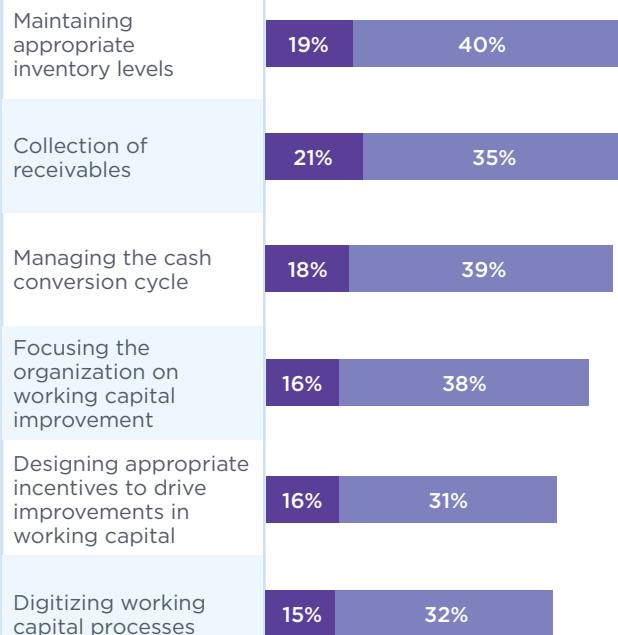 Maintaining
appropriate
inventory levels
19% 40%
Collection of
receivables
21% 35%
Managing the cash
conversion cycle
18% 39%
Focusing the
organization on
working capital
improvement
16% 38%
Designing appropriate
incentives to drive
improvements in
working capital
16% 31%
Digitizing working
capital processes
15% 32%